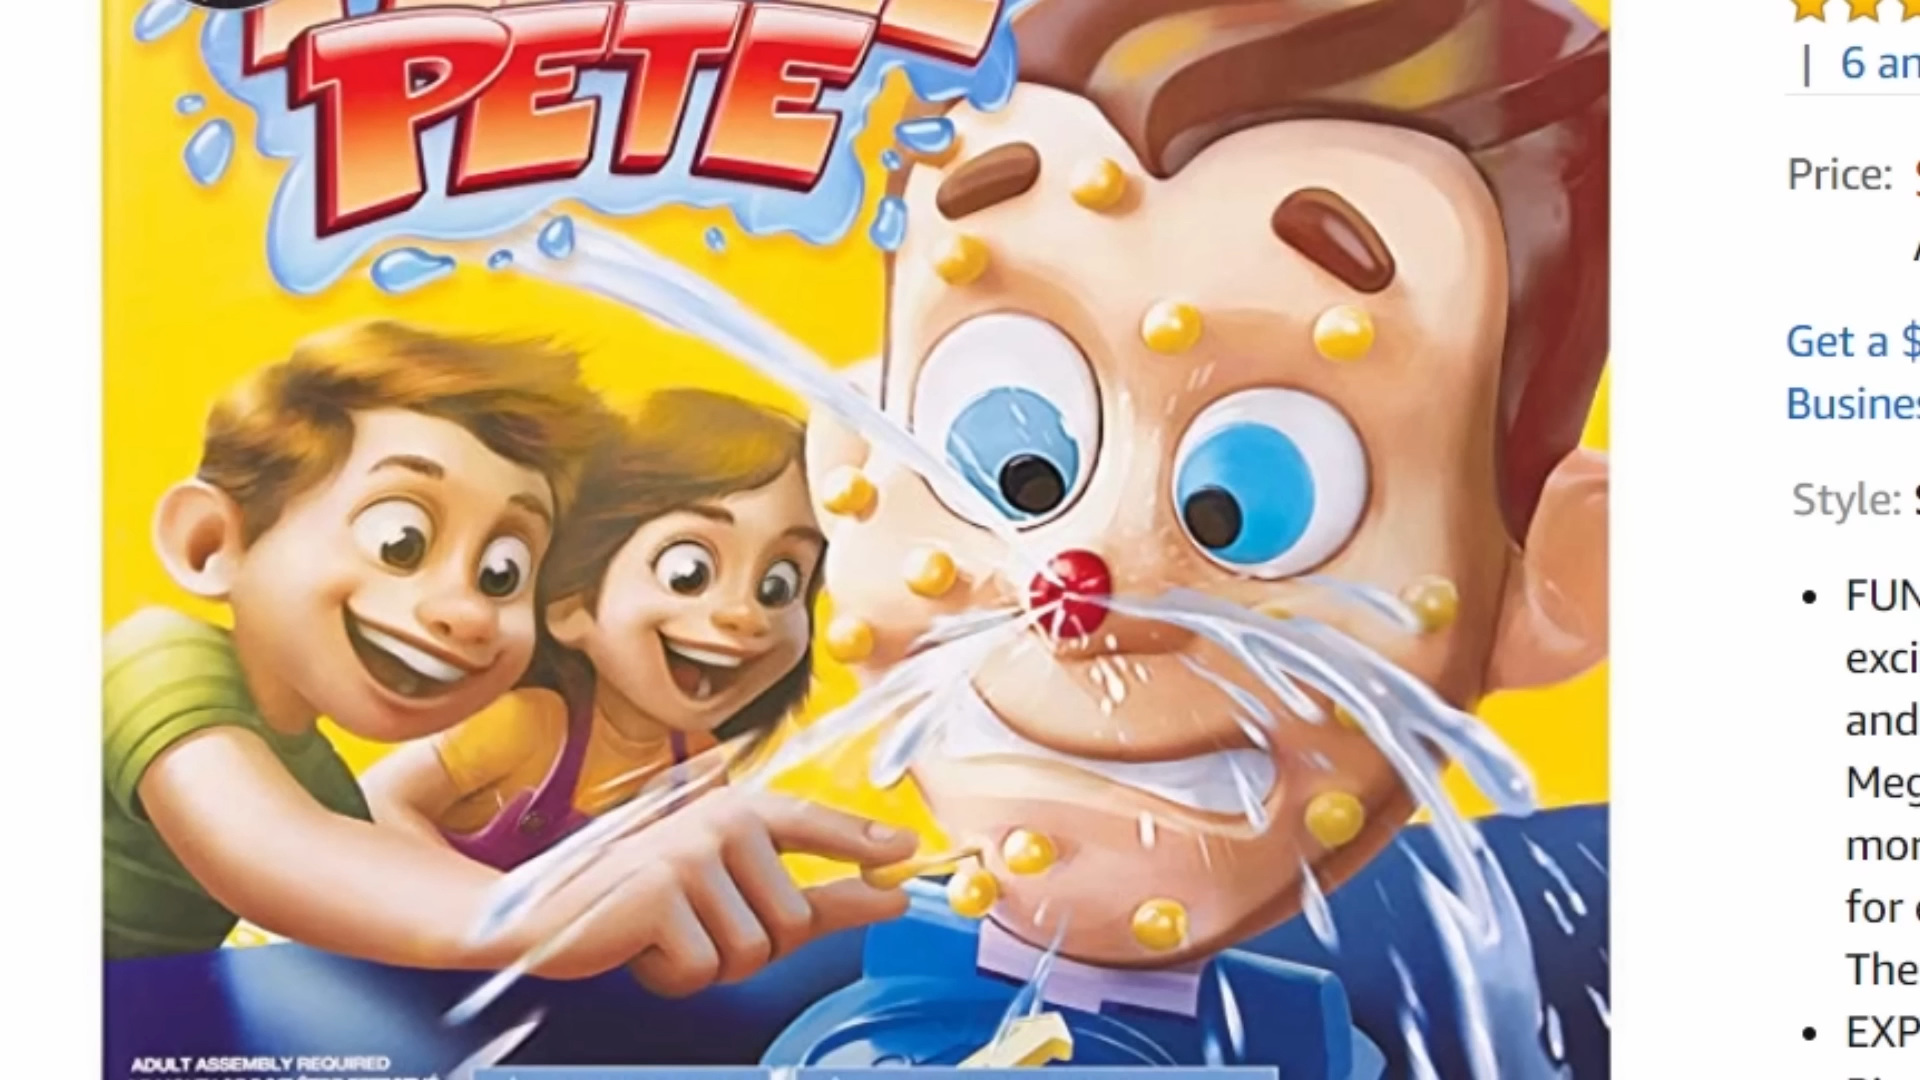 PETE
| 6 an
Price:
Get a $
Busines
Style:
• FUN
exci
and
Meg
mor
for
The
• EXP
ADULT ASSEMBLY REQUIRED